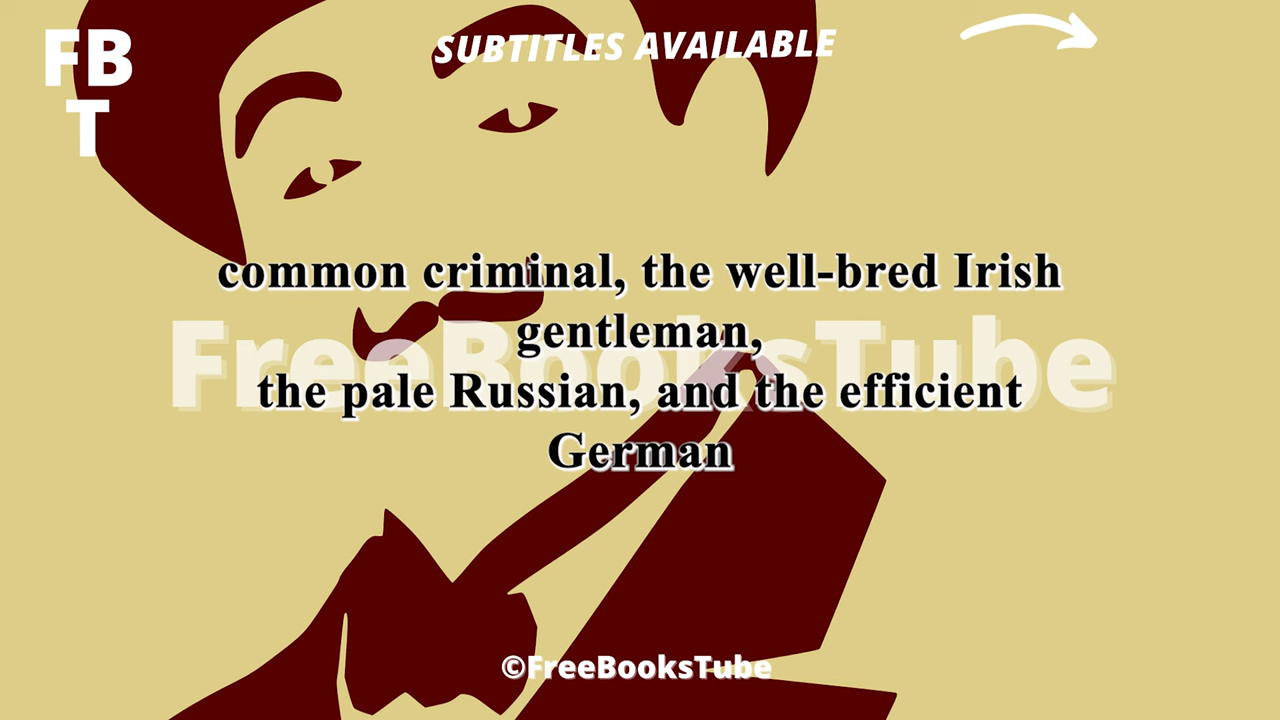 FB
T
SUBTITLES AVAILABLE
common criminal, the well-bred Irish
gentleman,
FreeBooksTube
the pale Russian, and the efficient
German
©FreeBooksTube